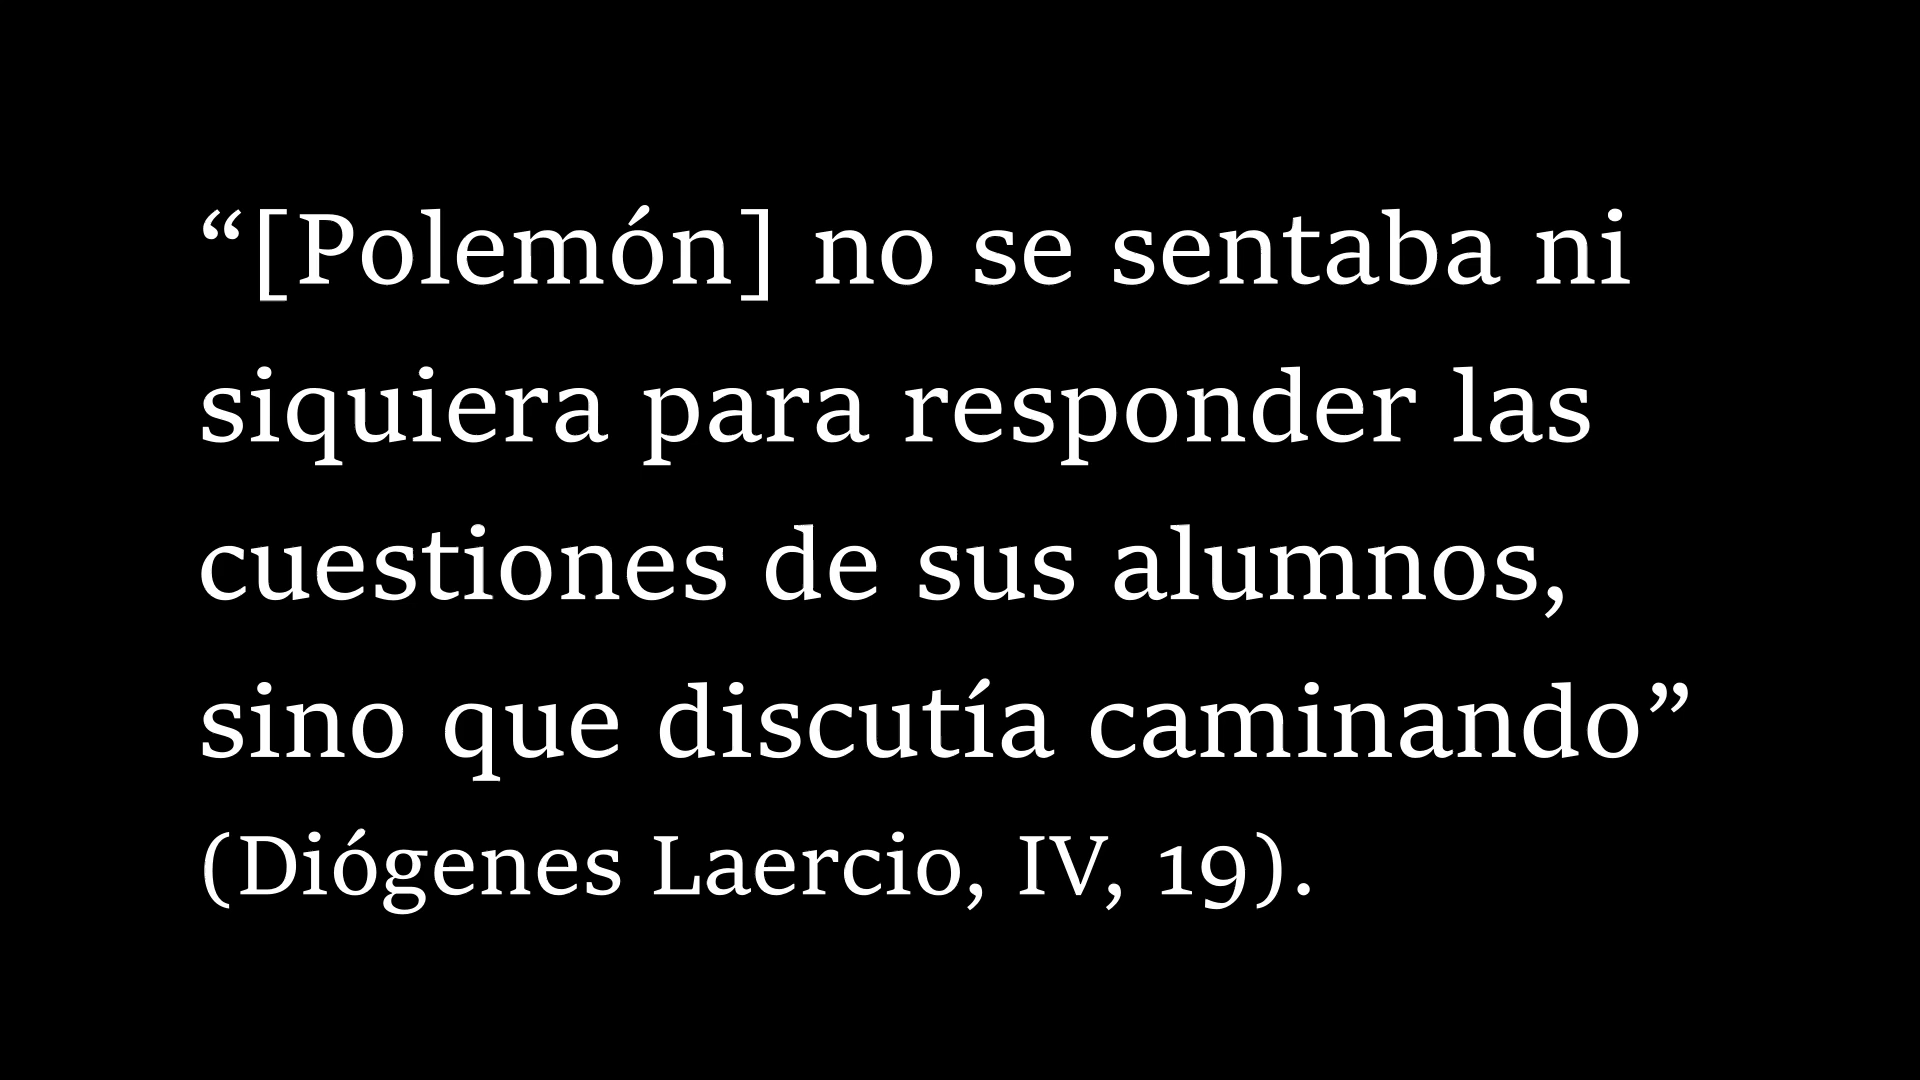 “[Polemón] no se sentaba ni
siquiera para responder las
cuestiones de sus alumnos,
sino que discutía caminando”
(Diógenes Laercio, IV, 19).